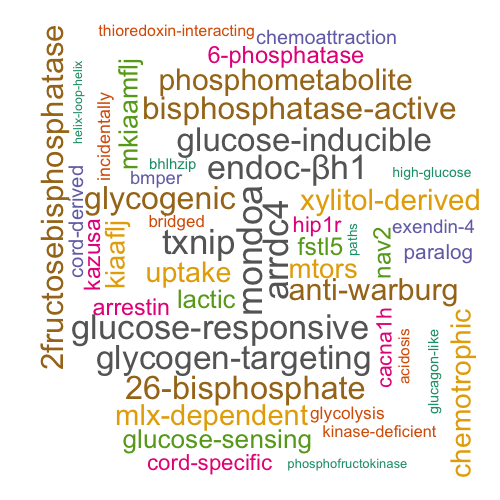 thioredoxin-interacting
chemoattraction
6-phosphatase
2fructosebisphosphatase
helix-loop-helix
phosphometabolite
incidentally
mkiaamflj
bisphosphatase-active
glucose-inducible
bhlhzip
endoc-βh1
high-glucose
cord-derived
bmper
glycogenic
mondoa
arrdc4
xylitol-derived
kazusa
kiaaflj
bridged
hip1r
paths
exendin-4
txnip
fstl5
nav2
paralog
uptake
mtors
lactic
anti-warburg
arrestin
glucose-responsive
cacna1h
acidosis
glucagon-like
chemotrophic
glycogen-targeting
26-bisphosphate
mlx-dependent
glycolysis
glucose-sensing
kinase-deficient
cord-specific
phosphofructokinase